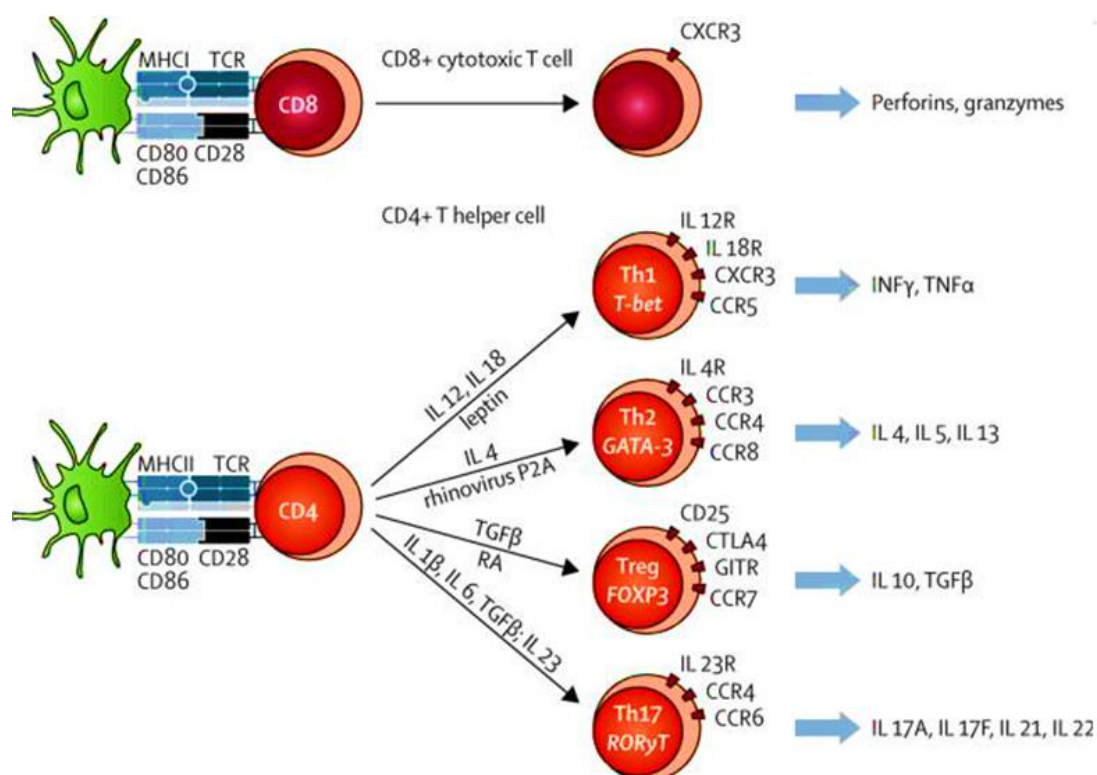 CXCR3
MHCI TCR
CD8+ cytotoxic T cell
CD8
Perforins, granzymes
CD80 CD28
CD86
CD4+ T helper cell
IL 12R
IL 18R
CXCR3
CCR5
Th1
T-bet
INFγ, TNFα
IL 12, IL 18
leptin
IL 4R
CCR3
CCR4
CCR8
Th2
GATA-3
IL 4, IL 5, IL 13
IL 4
rhinovirus P2A
MHCII TCR
CD4
CD80 CD28
CD86
TGFβ
RA
CD25
CTLA4
GITR
CCR7
Treg
FOXP3
IL 10, TGFβ
IL 1β, IL 6, TGFβ; IL 23
IL 23R
CCR4
CCR6
Th17
RORγT
IL 17A, IL 17F, IL 21, IL 22